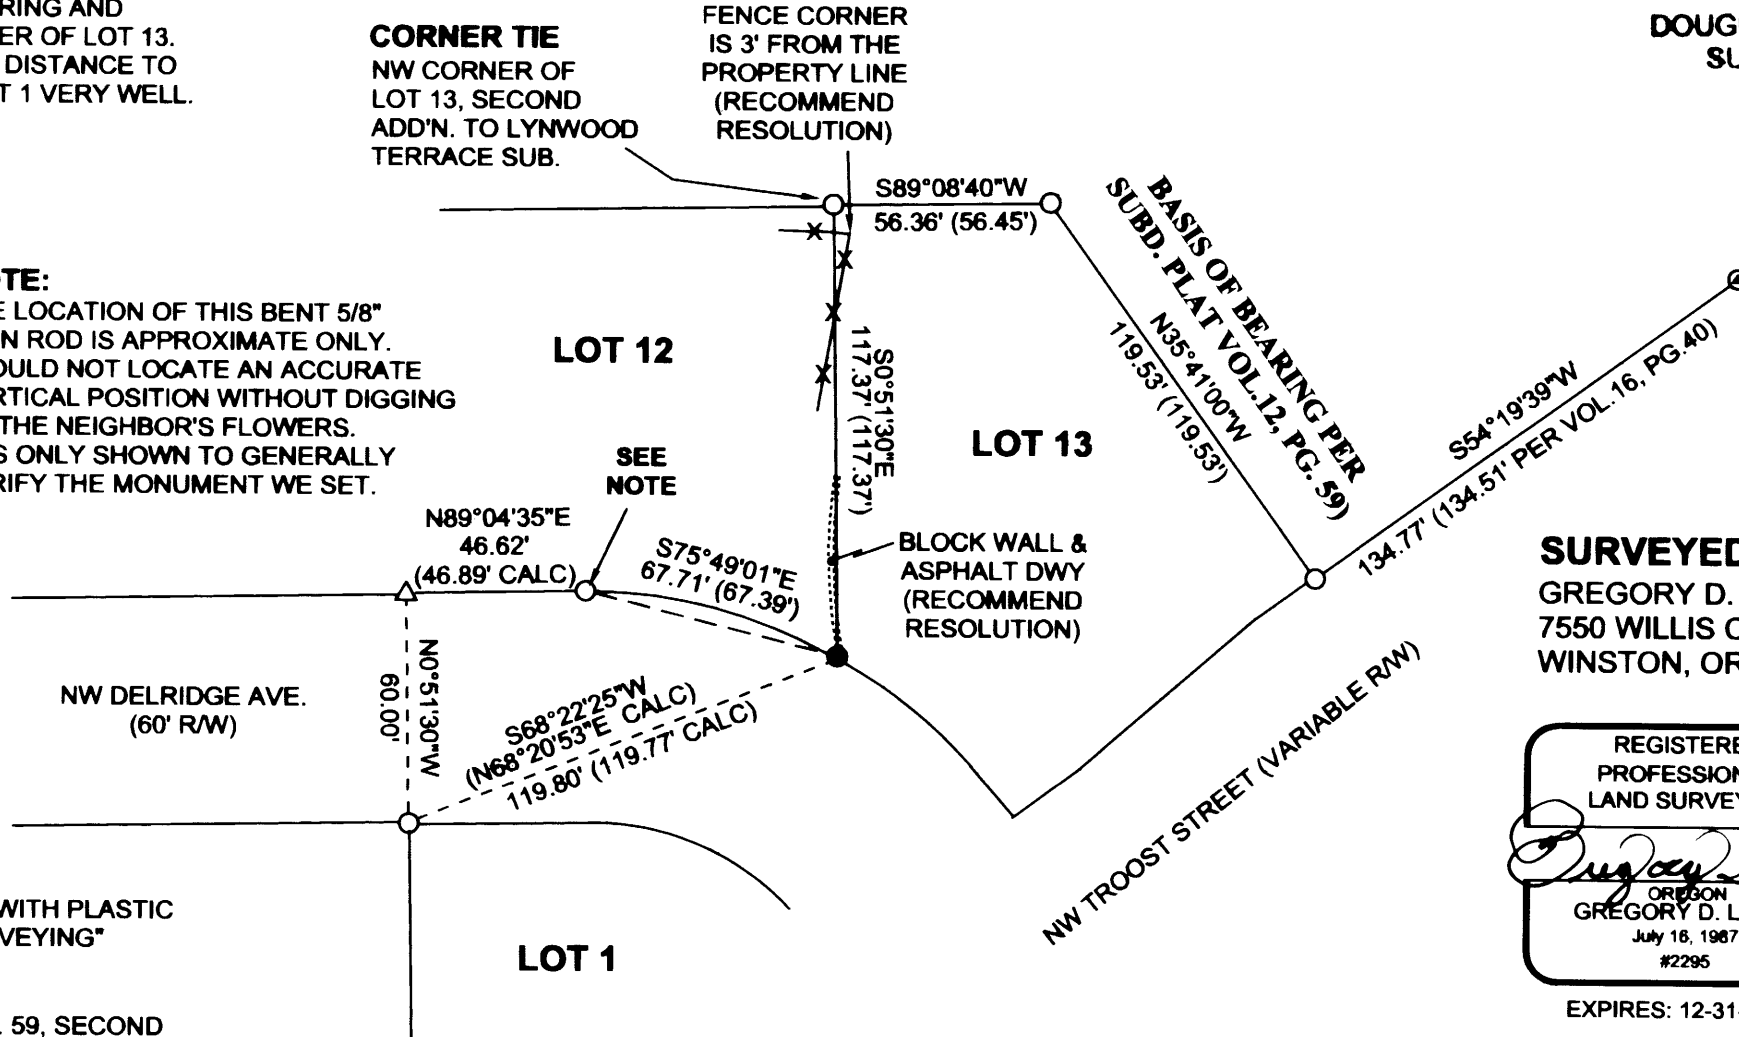 RING AND
ER OF LOT 13.
DISTANCE TO
T 1 VERY WELL.
CORNER TIE
NW CORNER OF
LOT 13, SECOND
ADD'N. TO LYNWOOD
TERRACE SUB.
FENCE CORNER
IS 3' FROM THE
PROPERTY LINE
(RECOMMEND
RESOLUTION)
DOUG
SU
S89°08'40"W
56.36' (56.45')
BASIS OF BEARING PER
SUBD. PLAT VOL.12, PG. 59)
N35°41'00"W
119.53' (119.53')
S54°19'39"W
134.77' (134.51' PER VOL.16, PG.40)
TE:
E LOCATION OF THIS BENT 5/8"
N ROD IS APPROXIMATE ONLY.
OULD NOT LOCATE AN ACCURATE
RTICAL POSITION WITHOUT DIGGING
THE NEIGHBOR'S FLOWERS.
S ONLY SHOWN TO GENERALLY
RIFY THE MONUMENT WE SET.
LOT 12
S0°51'30"E
117.37' (117.37')
LOT 13
SEE
NOTE
N89°04'35"E
46.62'
(46.89' CALC)
S75°49'01"E
67.71' (67.39')
BLOCK WALL &
ASPHALT DWY
(RECOMMEND
RESOLUTION)
NW DELRIDGE AVE.
(60' R/W)
N0°51'30"W
60.00'
S68°22'25"W
(N68°20'53"E CALC)
119.80' (119.77' CALC)
NW TROOST STREET (VARIABLE R/W)
SURVEYED
GREGORY D.
7550 WILLIS C
WINSTON, OR
REGISTERE
PROFESSION
LAND SURVEY
OREGON
GREGORY D. L
July 16, 1987
#2295
EXPIRES: 12-31
WITH PLASTIC
VEYING"
LOT 1
. 59, SECOND